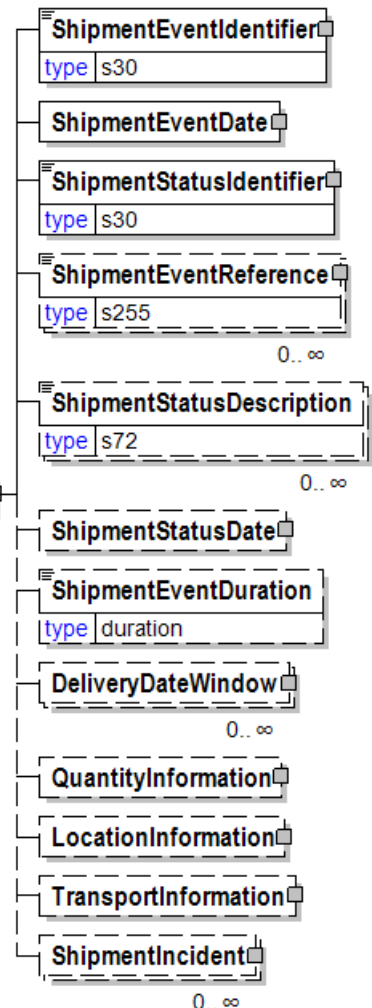 ShipmentEventIdentifier
type s30
ShipmentEventDate
ShipmentStatusIdentifier
type s30
ShipmentEventReference
type s255
0.. ∞
ShipmentStatusDescription
type s72
0.. ∞
ShipmentStatusDate
ShipmentEventDuration
type duration
DeliveryDateWindow
0.. ∞
QuantityInformation
LocationInformation
TransportInformation
ShipmentIncident
0.. ∞